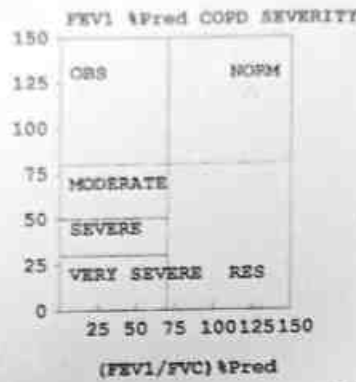 FEV1 %Pred COPD SEVERITY
150
OBS NORM
125
100
75
MODERATE
50
SEVERE
25
VERY SEVERE RES
0
25 50 75 100 125 150
(FEV1/FVC) %Pred